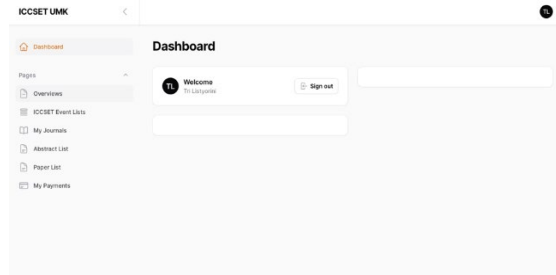 ICCSET UMK
TL
Dashboard
Dashboard
Pages
Overviews
ICCSET Event Lists
My Journals
Abstract List
Paper List
My Payments
TL
Welcome
Tri Listyorini
Sign out